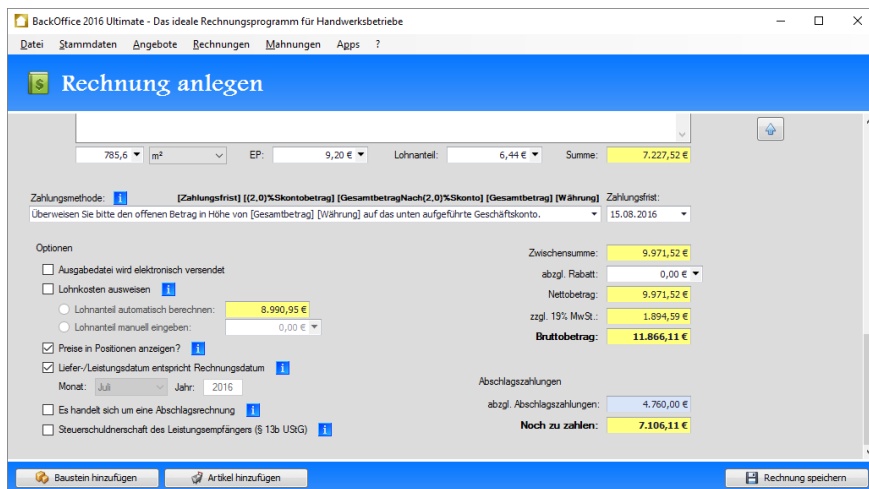 BackOffice 2016 Ultimate - Das ideale Rechnungsprogramm für Handwerksbetriebe
Datei Stammdaten Angebote Rechnungen Mahnungen Apps ?
Rechnung anlegen
785,6 m² EP: 9,20 € Lohnanteil: 6,44 € Summe: 7.227,52 €
Zahlungsmethode: i [Zahlungsfrist] [(2,0)%Skontobetrag] [GesamtbetragNach(2,0)%Skonto] [Gesamtbetrag] [Währung] Zahlungsfrist:
Überweisen Sie bitte den offenen Betrag in Höhe von [Gesamtbetrag] [Währung] auf das unten aufgeführte Geschäftskonto. 15.08.2016
Optionen
Ausgabedatei wird elektronisch versendet
Lohnkosten ausweisen i
Lohnanteil automatisch berechnen: 8.990,95 €
Lohnanteil manuell eingeben: 0,00 €
Preise in Positionen anzeigen? i
Liefer-/Leistungsdatum entspricht Rechnungsdatum i
Monat: Juli Jahr: 2016
Es handelt sich um eine Abschlagsrechnung i
Steuerschuldnerschaft des Leistungsempfängers (§ 13b UStG) i
Zwischensumme: 9.971,52 €
abzgl. Rabatt: 0,00 €
Nettobetrag: 9.971,52 €
zzgl. 19% MwSt.: 1.894,59 €
Bruttobetrag: 11.866,11 €
Abschlagszahlungen
abzgl. Abschlagszahlungen: 4.760,00 €
Noch zu zahlen: 7.106,11 €
Baustein hinzufügen Artikel hinzufügen Rechnung speichern